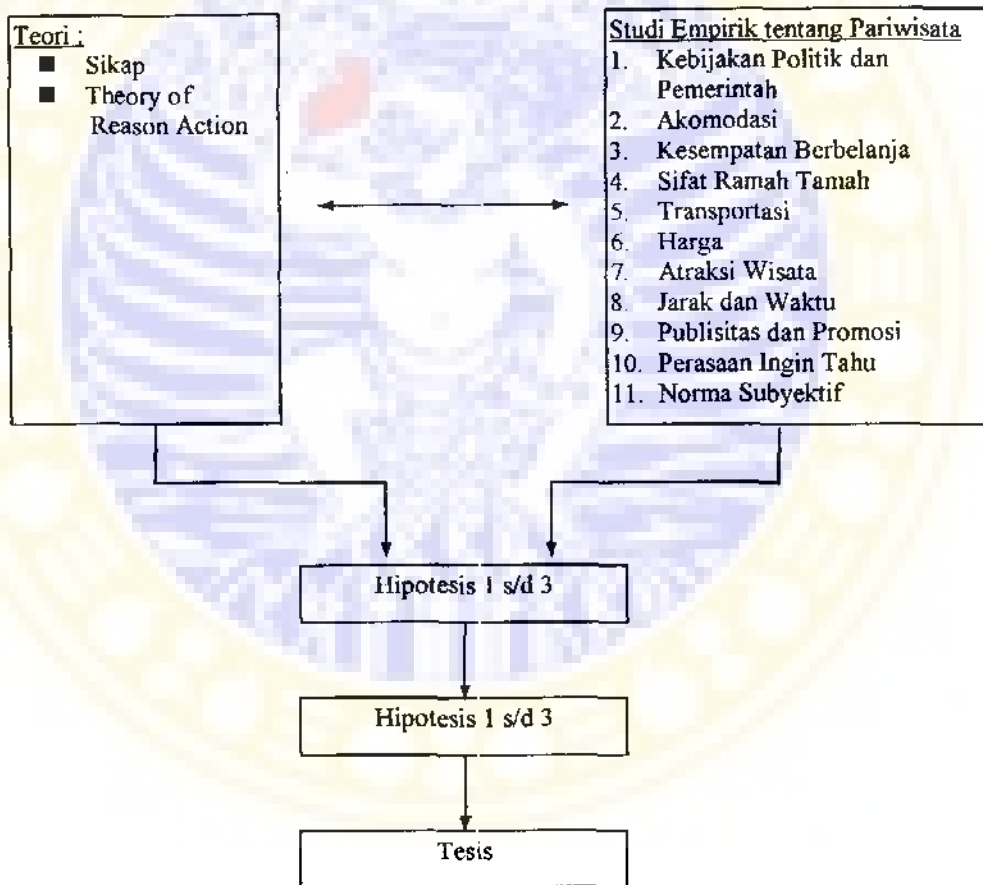 Teori :
■ Sikap
■ Theory of
Reason Action
Studi Empirik tentang Pariwisata
1. Kebijakan Politik dan
Pemerintah
2. Akomodasi
3. Kesempatan Berbelanja
4. Sifat Ramah Tamah
5. Transportasi
6. Harga
7. Atraksi Wisata
8. Jarak dan Waktu
9. Publisitas dan Promosi
10. Perasaan Ingin Tahu
11. Norma Subyektif
Hipotesis 1 s/d 3
Hipotesis 1 s/d 3
Tesis